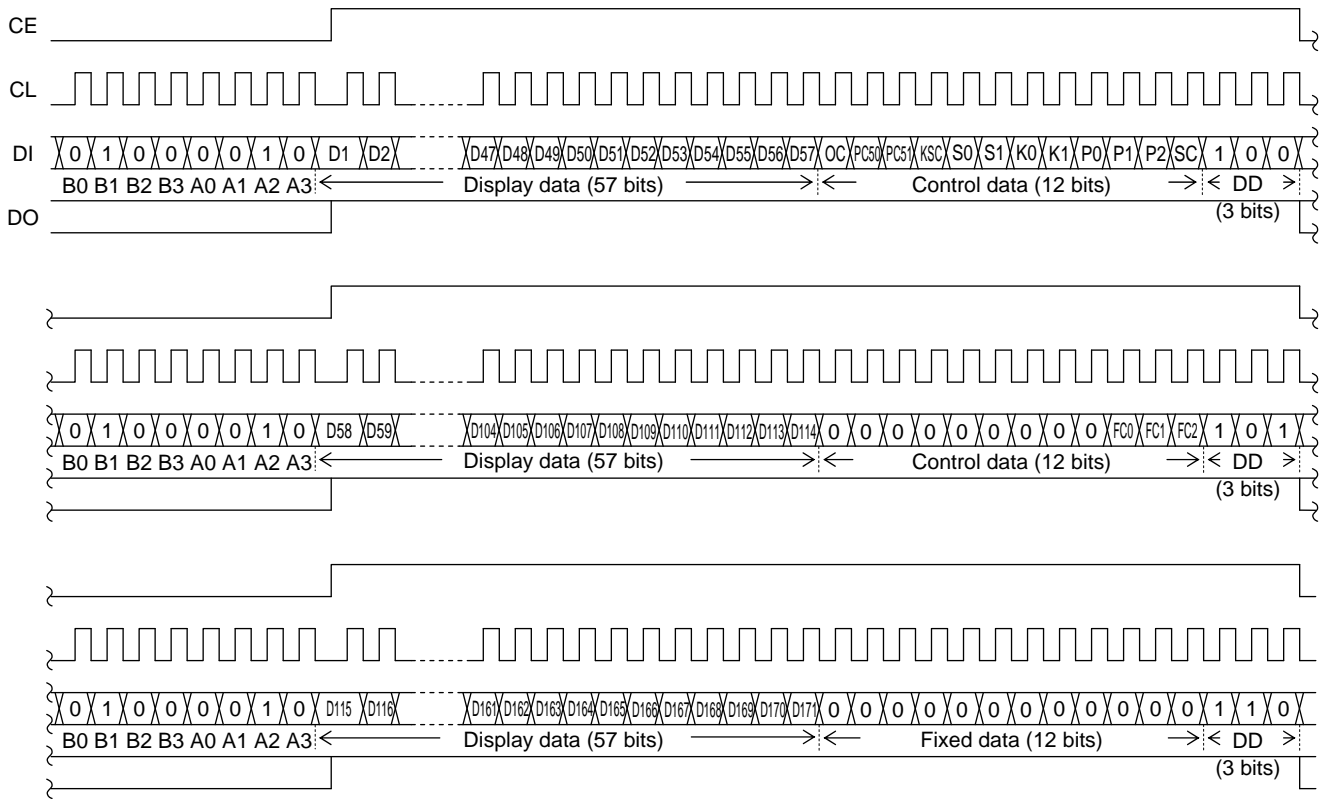 CE
CL
DI 0 1 0 0 0 0 1 0 D1 D2 D47 D48 D49 D50 D51 D52 D53 D54 D55 D56 D57 OC PC50 PC51 KSC S0 S1 K0 K1 P0 P1 P2 SC 1 0 0
B0 B1 B2 B3 A0 A1 A2 A3 Display data (57 bits) Control data (12 bits) DD
(3 bits)
DO
0 1 0 0 0 0 1 0 D58 D59 D104 D105 D106 D107 D108 D109 D110 D111 D112 D113 D114 0 0 0 0 0 0 0 0 0 FC0 FC1 FC2 1 0 1
B0 B1 B2 B3 A0 A1 A2 A3 Display data (57 bits) Control data (12 bits) DD
(3 bits)
0 1 0 0 0 0 1 0 D115 D116 D161 D162 D163 D164 D165 D166 D167 D168 D169 D170 D171 0 0 0 0 0 0 0 0 0 0 0 0 1 1 0
B0 B1 B2 B3 A0 A1 A2 A3 Display data (57 bits) Fixed data (12 bits) DD
(3 bits)